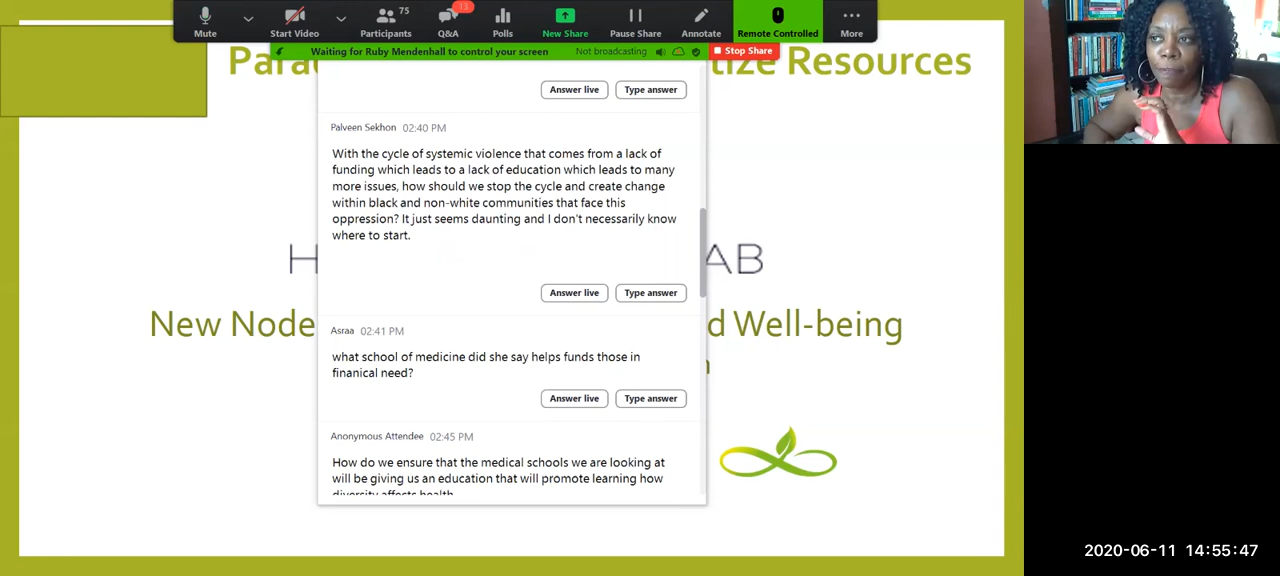 75
13
Mute
Start Video
Participants
Q&A
Polls
New Share
Pause Share
Annotate
Remote Controlled
More
Waiting for Ruby Mendenhall to control your screen
Not broadcasting
Stop Share
Resources
Answer live
Type answer
Palveen Sekhon 02:40 PM
With the cycle of systemic violence that comes from a lack of
funding which leads to a lack of education which leads to many
more issues, how should we stop the cycle and create change
within black and non-white communities that face this
oppression? It just seems daunting and I don't necessarily know
where to start.
H
AB
Answer live
Type answer
New Node
d Well-being
Asraa 02:41 PM
what school of medicine did she say helps funds those in
finanical need?
Answer live
Type answer
Anonymous Attendee 02:45 PM
How do we ensure that the medical schools we are looking at
will be giving us an education that will promote learning how
diversity affects health
2020-06-11 14:55:47